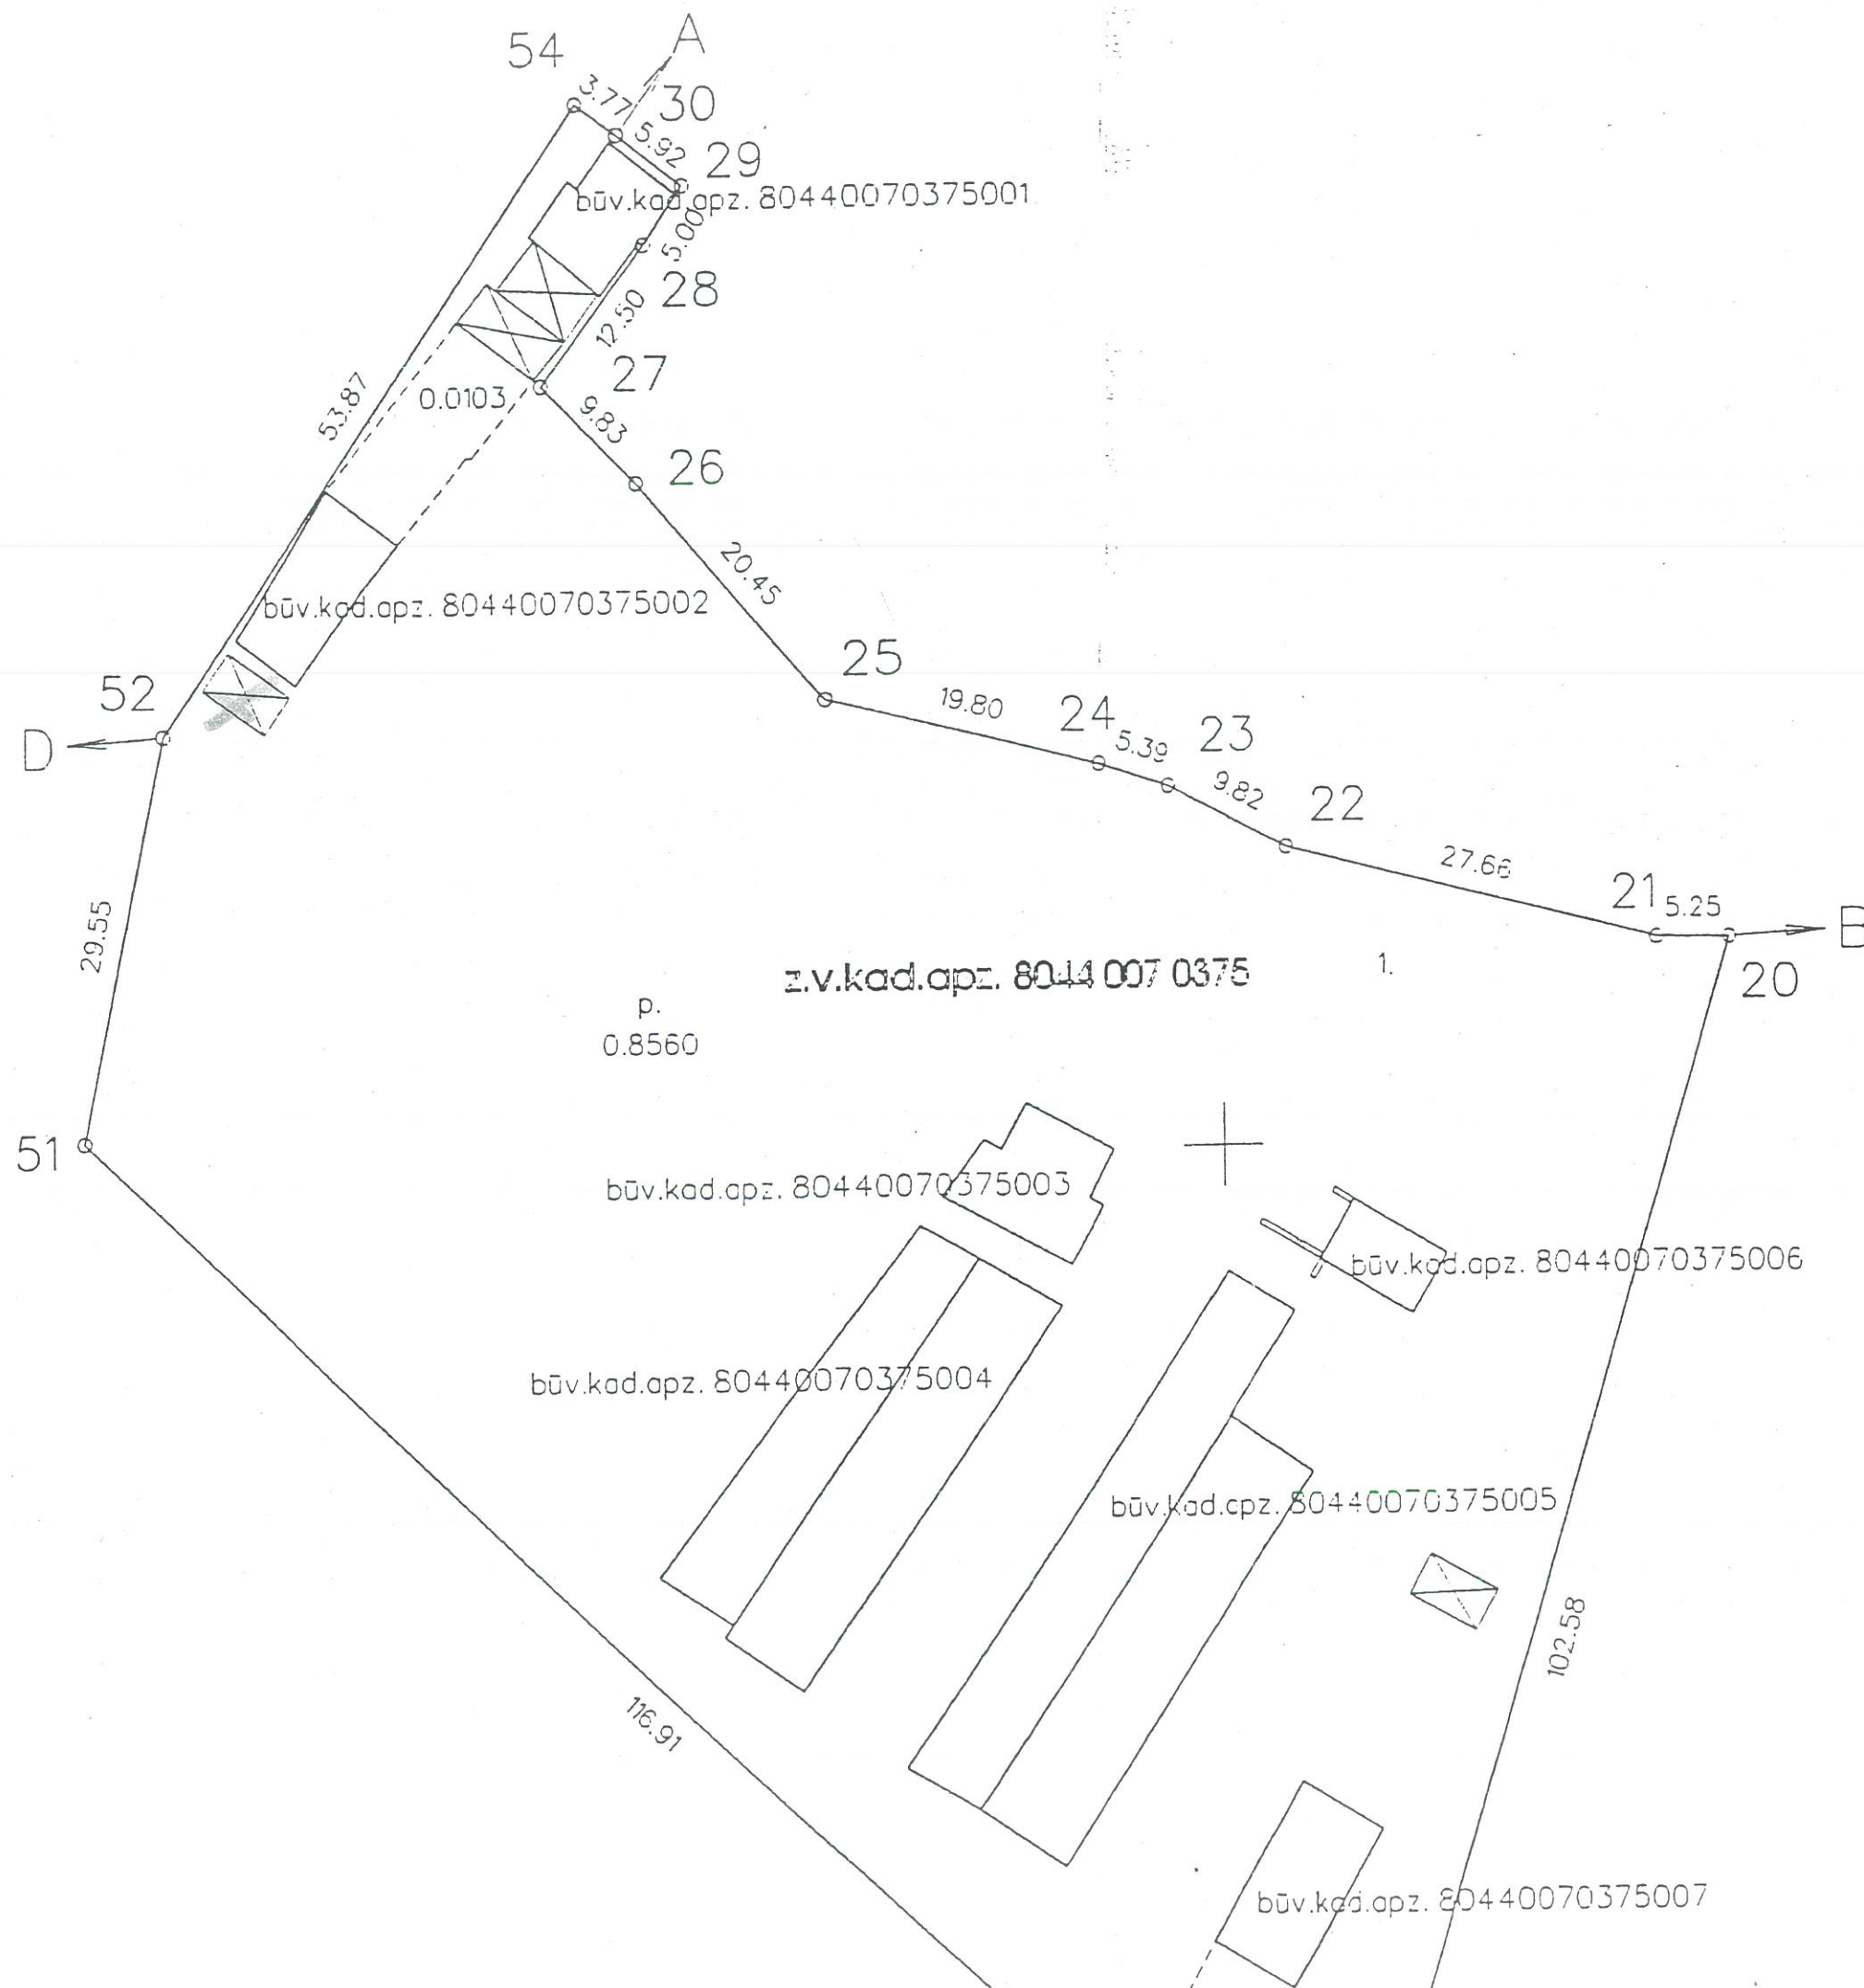 A
54
3.77
30
5.92
29
būv.kad.apz. 80440070375001
5.00
28
12.50
27
0.0103
53.87
9.83
26
20.45
būv.kad.apz. 80440070375002
25
52
19.80
24
5.39
23
D
9.82
22
27.66
21
5.25
B
29.55
z.v.kad.apz. 8044 007 0375
1.
20
p.
0.8560
51
būv.kad.apz. 80440070375003
būv.kad.apz. 80440070375006
būv.kad.apz. 80440070375004
būv.kad.apz. 80440070375005
102.58
116.91
būv.kad.apz. 80440070375007